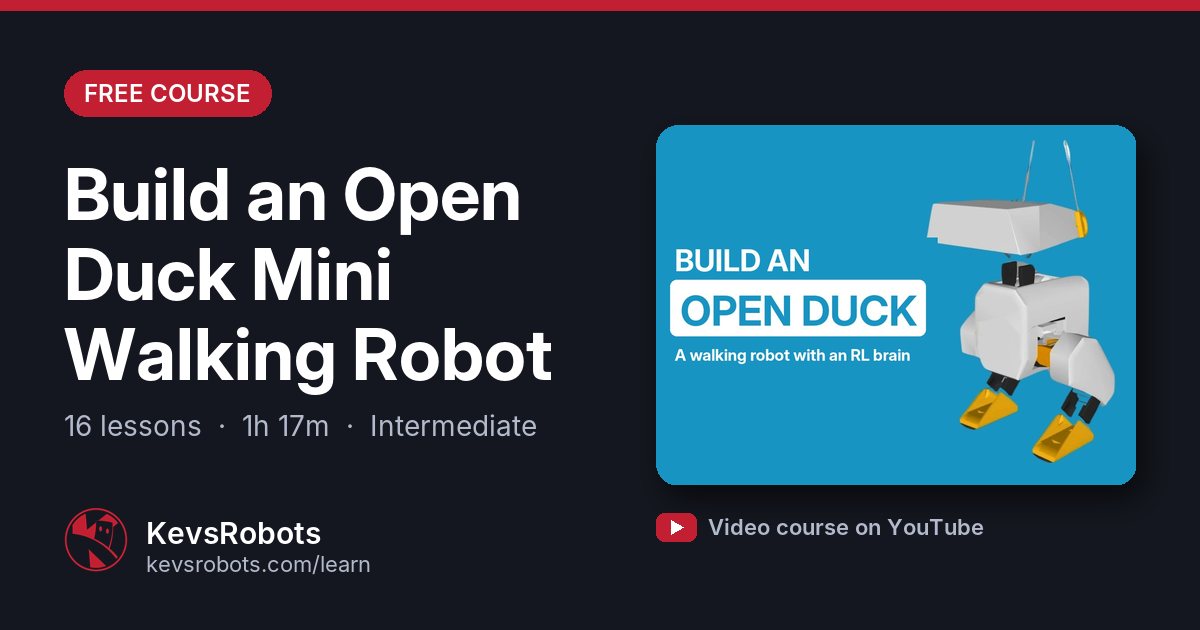 FREE COURSE
Build an Open
Duck Mini
Walking Robot
16 lessons · 1h 17m · Intermediate
KevsRobots
kevsrobots.com/learn
BUILD AN
OPEN DUCK
A walking robot with an RL brain
Video course on YouTube